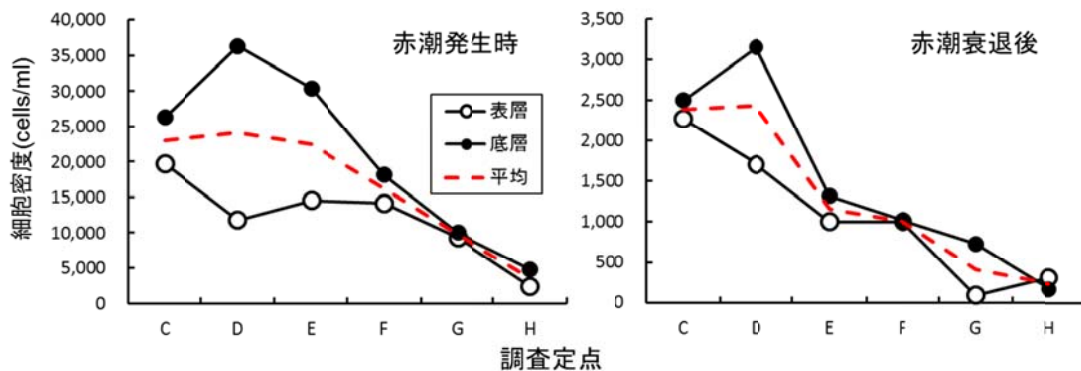 細胞密度(cells/ml)
40,000
35,000
30,000
25,000
20,000
15,000
10,000
5,000
0
赤潮発生時
表層
底層
平均
C D E F G H
3,500
3,000
2,500
2,000
1,500
1,000
500
0
赤潮衰退後
C D E F G H
調査定点